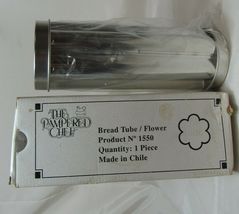 THE
PAMPERED
CHEF
Bread Tube / Flower
Product Nº 1550
Quantity: 1 Piece
Made in Chile